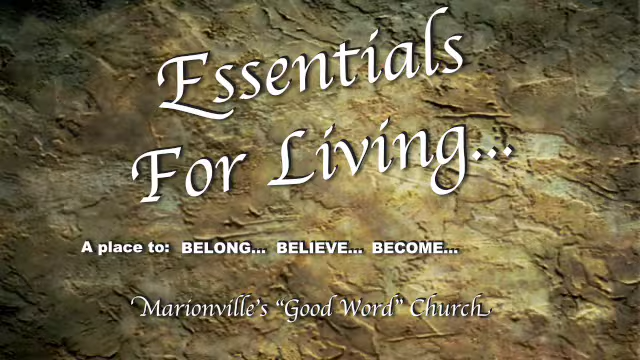 Essentials
For Living...
A place to: BELONG... BELIEVE... BECOME...
Marionville's "Good Word" Church